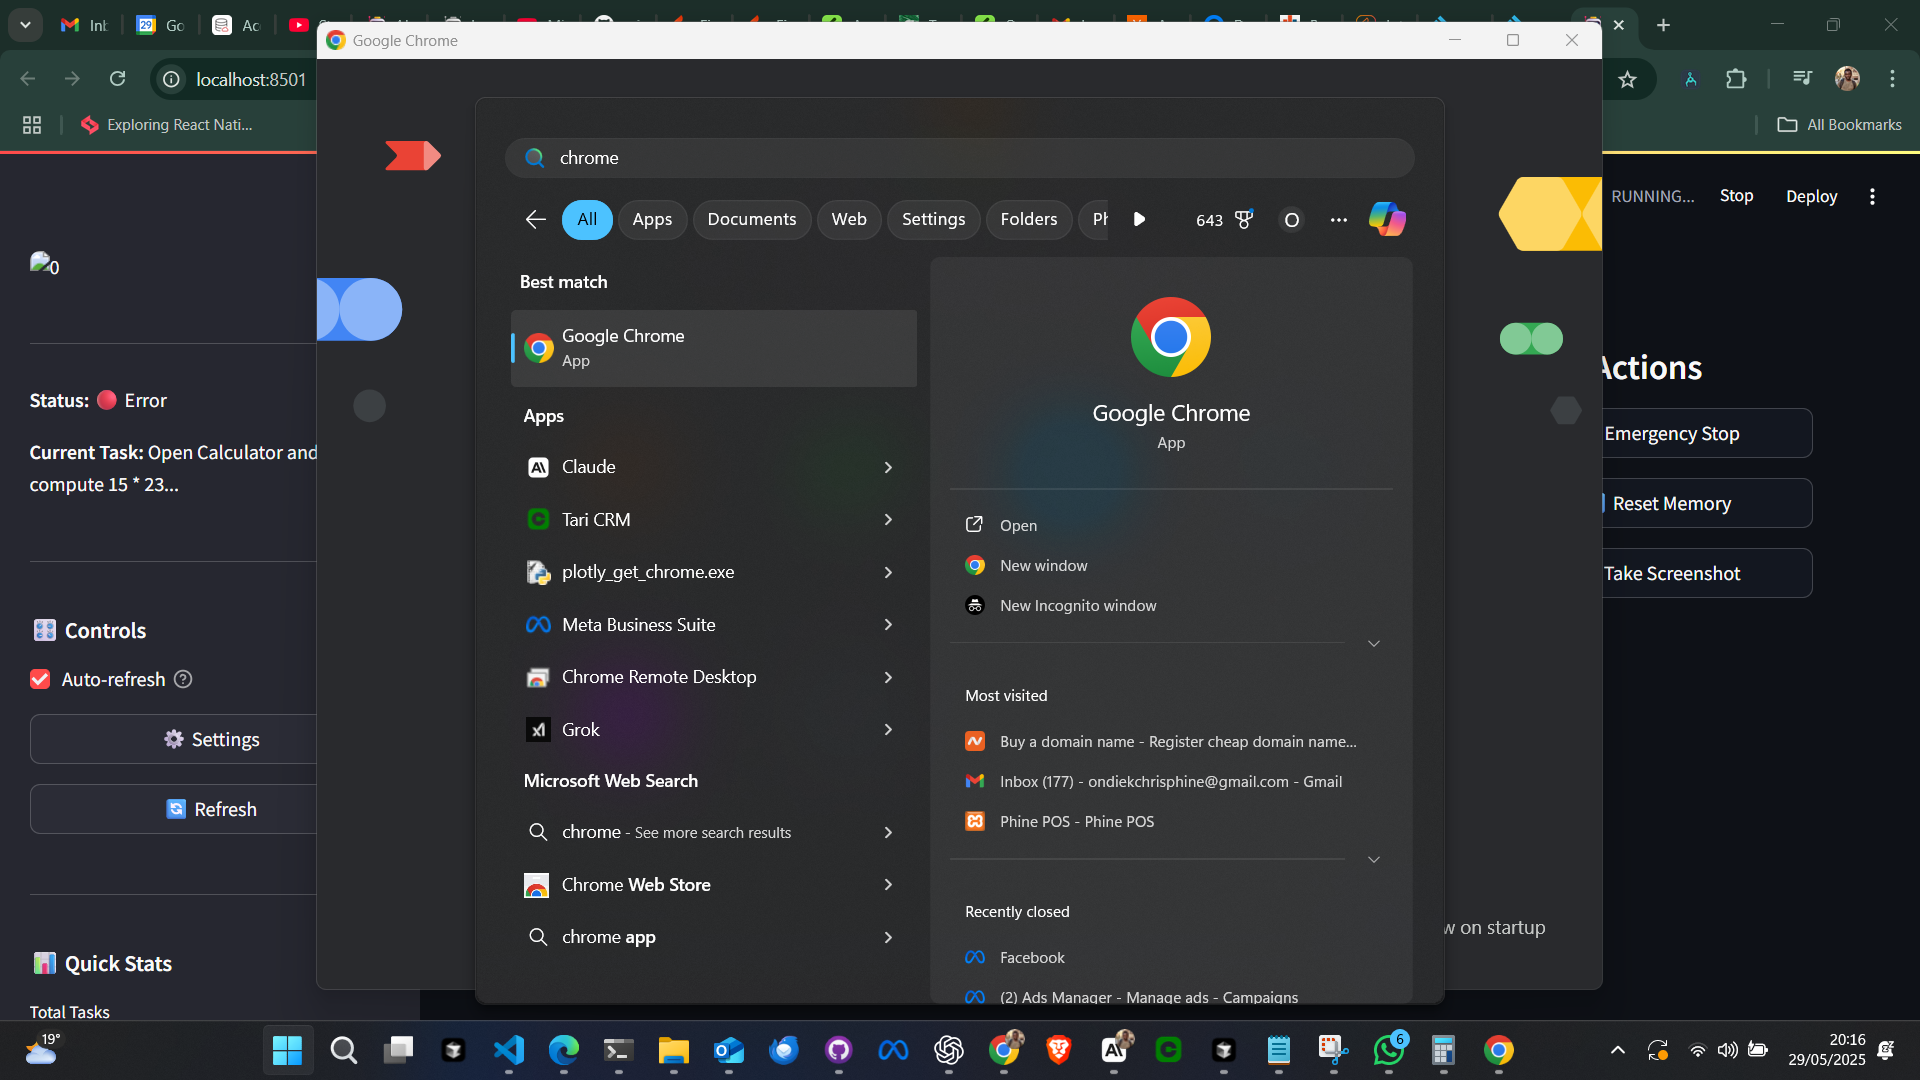 Go
Ac
Google Chrome
localhost:8501
Exploring React Nati...
All Bookmarks
chrome
All
Apps
Documents
Web
Settings
Folders
643
O
RUNNING...
Stop
Deploy
0
Best match
Google Chrome
App
Google Chrome
App
Status: Error
Current Task: Open Calculator and
compute 15 * 23...
Apps
Claude
Tari CRM
plotly_get_chrome.exe
Meta Business Suite
Chrome Remote Desktop
Grok
Open
New window
New Incognito window
Actions
Emergency Stop
Reset Memory
Take Screenshot
Controls
Auto-refresh
Settings
Refresh
Most visited
Buy a domain name - Register cheap domain name...
Inbox (177) - ondiekchrisphine@gmail.com - Gmail
Phine POS - Phine POS
Microsoft Web Search
chrome - See more search results
Chrome Web Store
chrome app
Recently closed
Facebook
(2) Ads Manager - Manage ads - Campaigns
w on startup
Quick Stats
Total Tasks
19°
6
20:16
29/05/2025